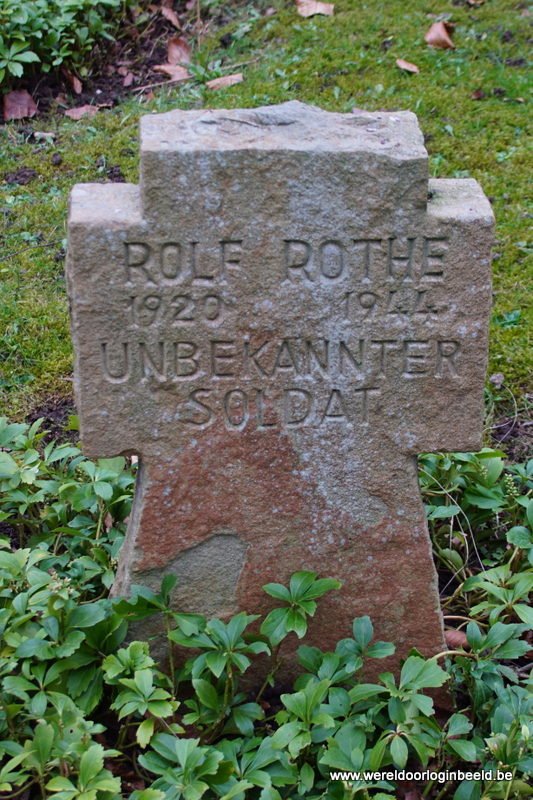 ROLF ROTHE
1920 1944
UNBEKANNTER
SOLDAT
www.wereldoorloginbeeld.be